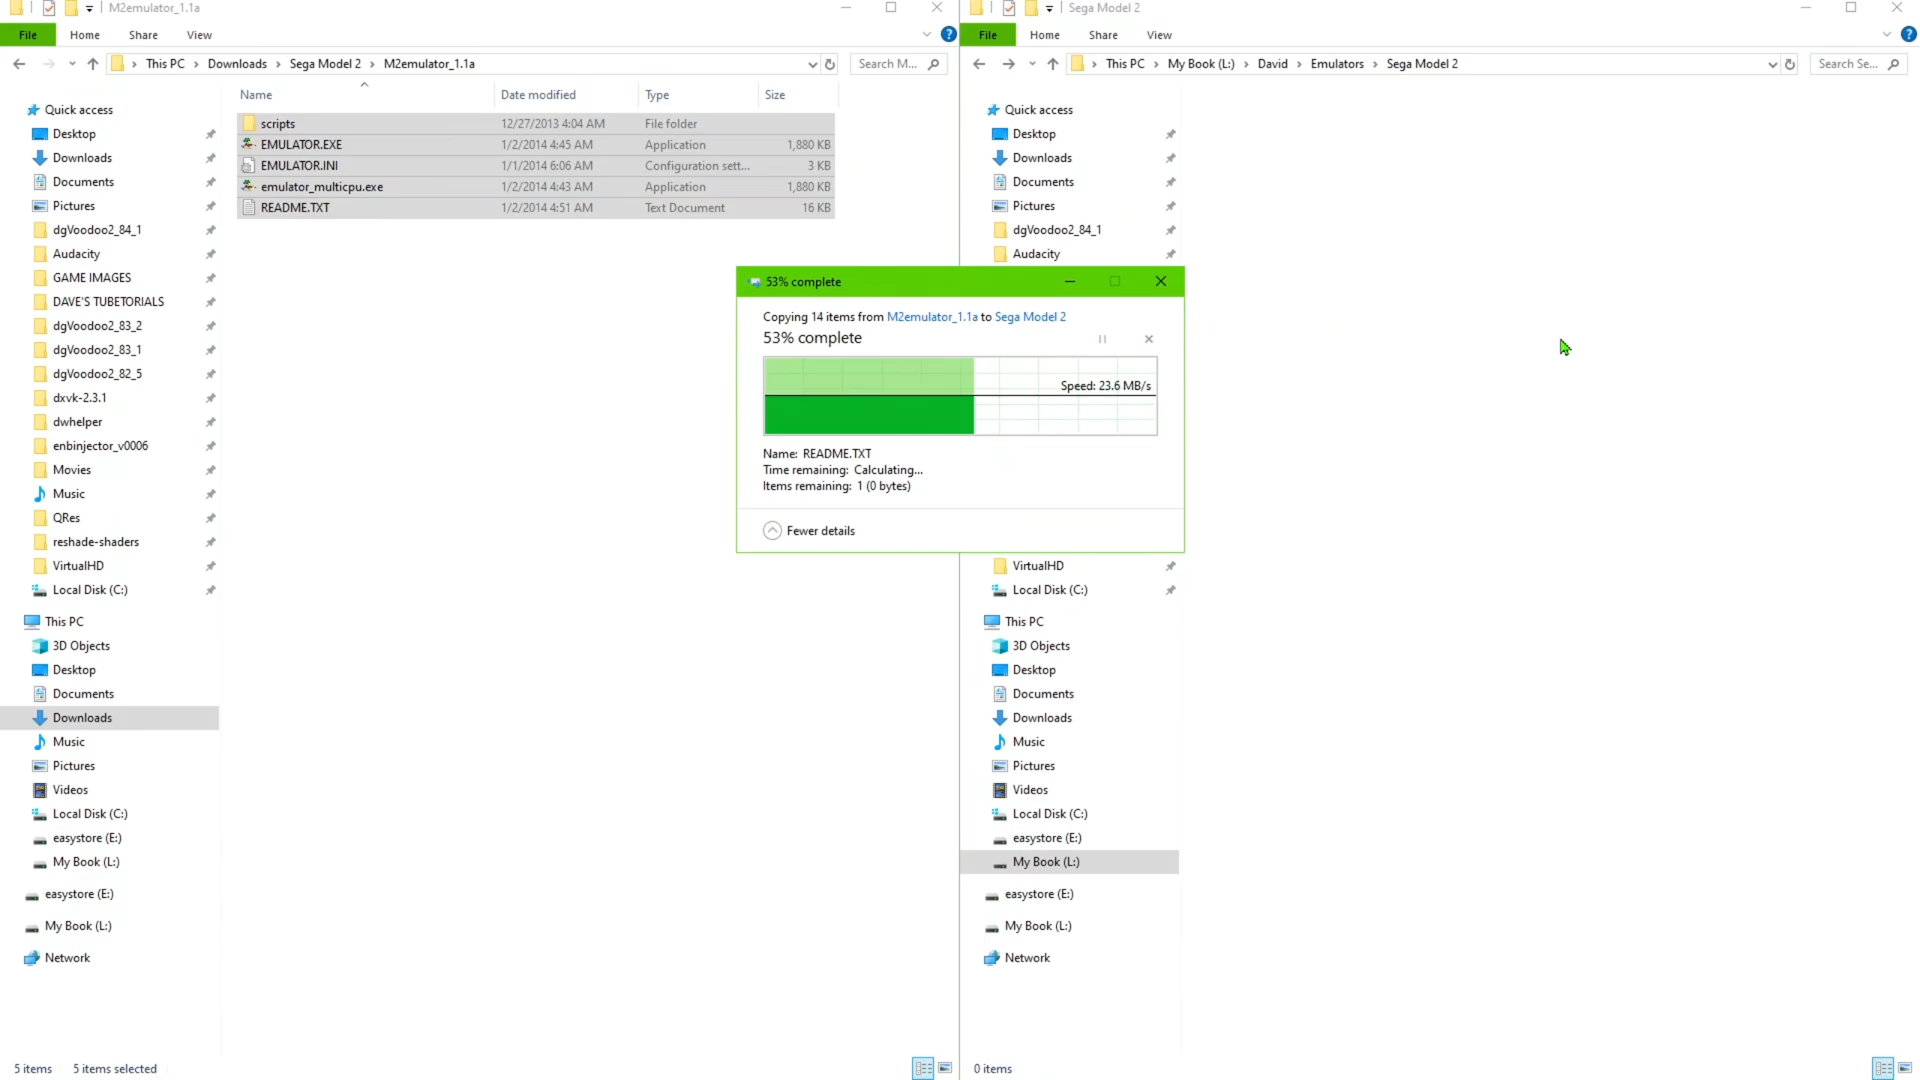 M2emulator_1.1a
File Home Share View
This PC Downloads Sega Model 2 M2emulator_1.1a
Search M...
Name Date modified Type Size
scripts 12/27/2013 4:04 AM File folder
EMULATOR.EXE 1/2/2014 4:45 AM Application 1,880 KB
EMULATOR.INI 1/1/2014 6:06 AM Configuration sett... 3 KB
emulator_multicpu.exe 1/2/2014 4:43 AM Application 1,880 KB
README.TXT 1/2/2014 4:51 AM Text Document 16 KB
Quick access
Desktop
Downloads
Documents
Pictures
dgVoodoo2_84_1
Audacity
GAME IMAGES
DAVE'S TUBETORIALS
dgVoodoo2_83_2
dgVoodoo2_83_1
dgVoodoo2_82_5
dxvk-2.3.1
dwhelper
enbinjector_v0006
Movies
Music
QRes
reshade-shaders
VirtualHD
Local Disk (C:)
This PC
3D Objects
Desktop
Documents
Downloads
Music
Pictures
Videos
Local Disk (C:)
easystore (E:)
My Book (L:)
easystore (E:)
My Book (L:)
Network
5 items 5 items selected
53% complete
Copying 14 items from M2emulator_1.1a to Sega Model 2
53% complete
Speed: 23.6 MB/s
Name: README.TXT
Time remaining: Calculating...
Items remaining: 1 (0 bytes)
Fewer details
Sega Model 2
File Home Share View
?
This PC My Book (L:) David Emulators Sega Model 2
Search Se...
Quick access
Desktop
Downloads
Documents
Pictures
dgVoodoo2_84_1
Audacity
VirtualHD
Local Disk (C:)
This PC
3D Objects
Desktop
Documents
Downloads
Music
Pictures
Videos
Local Disk (C:)
easystore (E:)
My Book (L:)
easystore (E:)
My Book (L:)
Network
0 items